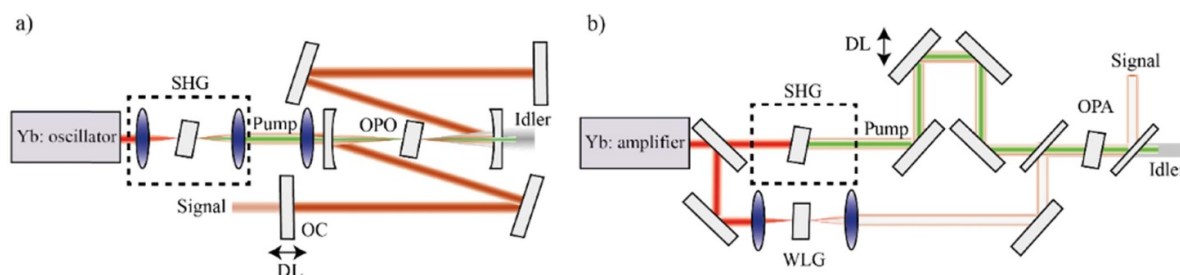 a)
SHG
Yb: oscillator
Pump
OPO
Idler
Signal
OC
DL
b)
DL
Signal
SHG
OPA
Yb: amplifier
Pump
Idler
WLG